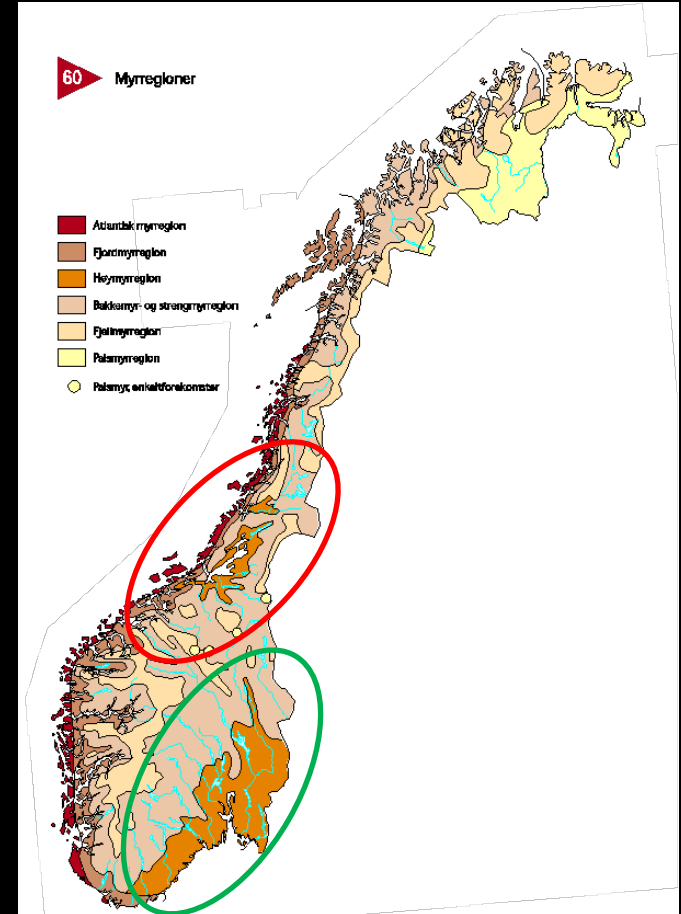 60 Myrregioner
Atlantisk myrregion
Fjordmyrregion
Høymyrregion
Bakkemyr- og strengmyrregion
Fjellmyrregion
Palsmyrregion
Palsmyr, enkeltforekomster